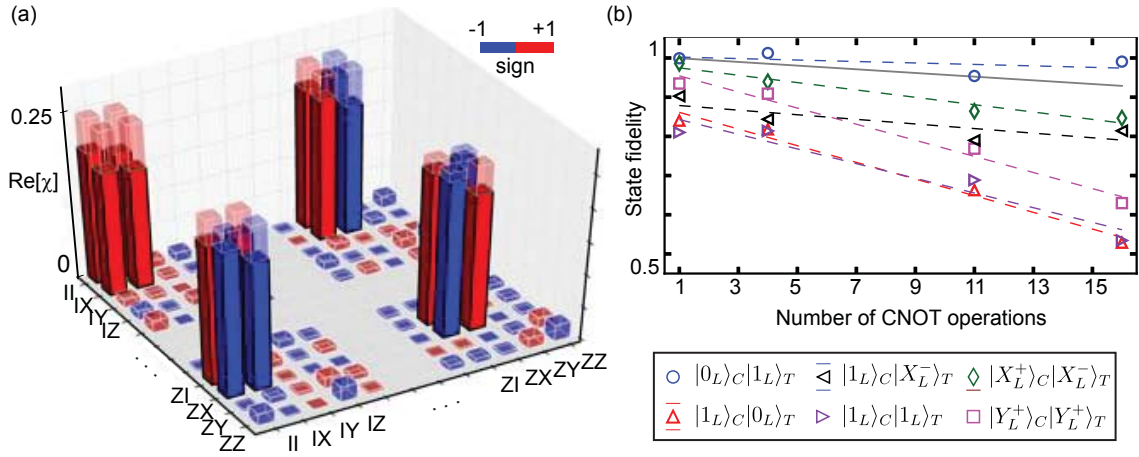 (a)
-1 +1
sign
0.25
Re[χ]
0
II
IX
IY
IZ
...
ZI
ZX
ZY
ZZ
II
IX
IY
IZ
...
ZI
ZX
ZY
ZZ
(b)
State fidelity
1
0.5
1 3 5 7 9 11 13 15
Number of CNOT operations
|0_L⟩_C|1_L⟩_T |1_L⟩_C|X_L^-⟩_T |X_L^+⟩_C|X_L^-⟩_T
|1_L⟩_C|0_L⟩_T |1_L⟩_C|1_L⟩_T |Y_L^+⟩_C|Y_L^+⟩_T